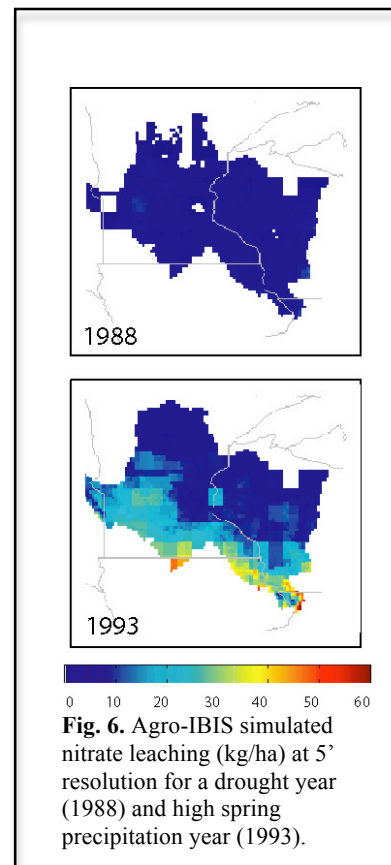 1988
1993
0 10 20 30 40 50 60
Fig. 6. Agro-IBIS simulated
nitrate leaching (kg/ha) at 5’
resolution for a drought year
(1988) and high spring
precipitation year (1993).